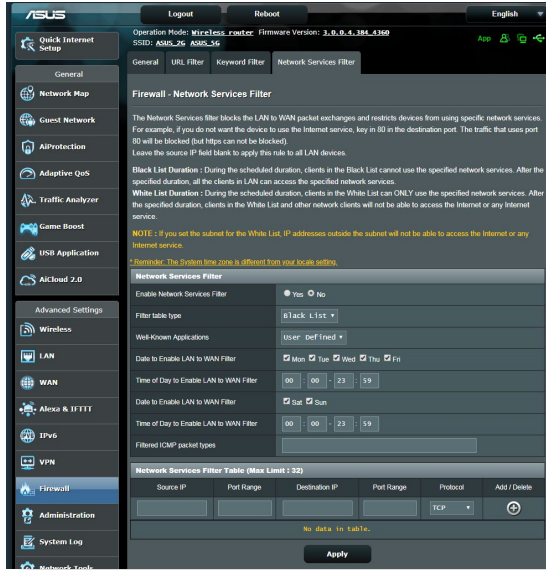 ASUS
Logout
Reboot
English
Quick Internet Setup
Operation Mode: Wireless router Firmware Version: 3.0.0.4.384_4360
SSID: ASUS_2G ASUS_5G
App
General
URL Filter
Keyword Filter
Network Services Filter
General
Network Map
Guest Network
AiProtection
Adaptive QoS
Traffic Analyzer
Game Boost
USB Application
AiCloud 2.0
Advanced Settings
Wireless
LAN
WAN
Alexa & IFTTT
IPv6
VPN
Firewall
Administration
System Log
Network Tools
Firewall - Network Services Filter
The Network Services filter blocks the LAN to WAN packet exchanges and restricts devices from using specific network services.
For example, if you do not want the device to use the Internet service, key in 80 in the destination port. The traffic that uses port
80 will be blocked (but https can not be blocked).
Leave the source IP field blank to apply this rule to all LAN devices.
Black List Duration : During the scheduled duration, clients in the Black List cannot use the specified network services. After the
specified duration, all the clients in LAN can access the specified network services.
White List Duration : During the scheduled duration, clients in the White List can ONLY use the specified network services. After
the specified duration, clients in the White List and other network clients will not be able to access the Internet or any Internet
service.
NOTE : If you set the subnet for the White List, IP addresses outside the subnet will not be able to access the Internet or any
Internet service.
* Reminder: The System time zone is different from your locale setting.
Network Services Filter
Enable Network Services Filter
Yes No
Filter table type
Black List
Well-Known Applications
User Defined
Date to Enable LAN to WAN Filter
Mon Tue Wed Thu Fri
Time of Day to Enable LAN to WAN Filter
00 : 00 - 23 : 59
Date to Enable LAN to WAN Filter
Sat Sun
Time of Day to Enable LAN to WAN Filter
00 : 00 - 23 : 59
Filtered ICMP packet types
Network Services Filter Table (Max Limit : 32)
Source IP
Port Range
Destination IP
Port Range
Protocol
Add / Delete
TCP
No data in table.
Apply